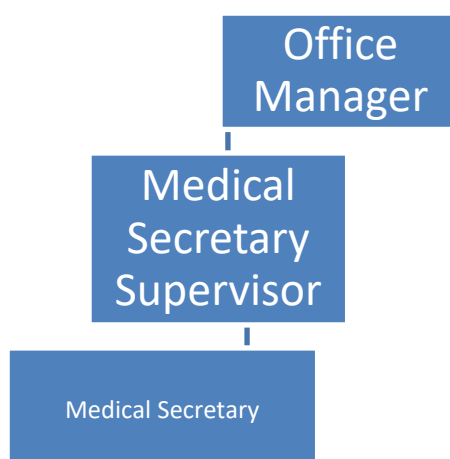 Office
Manager
Medical
Secretary
Supervisor
Medical Secretary